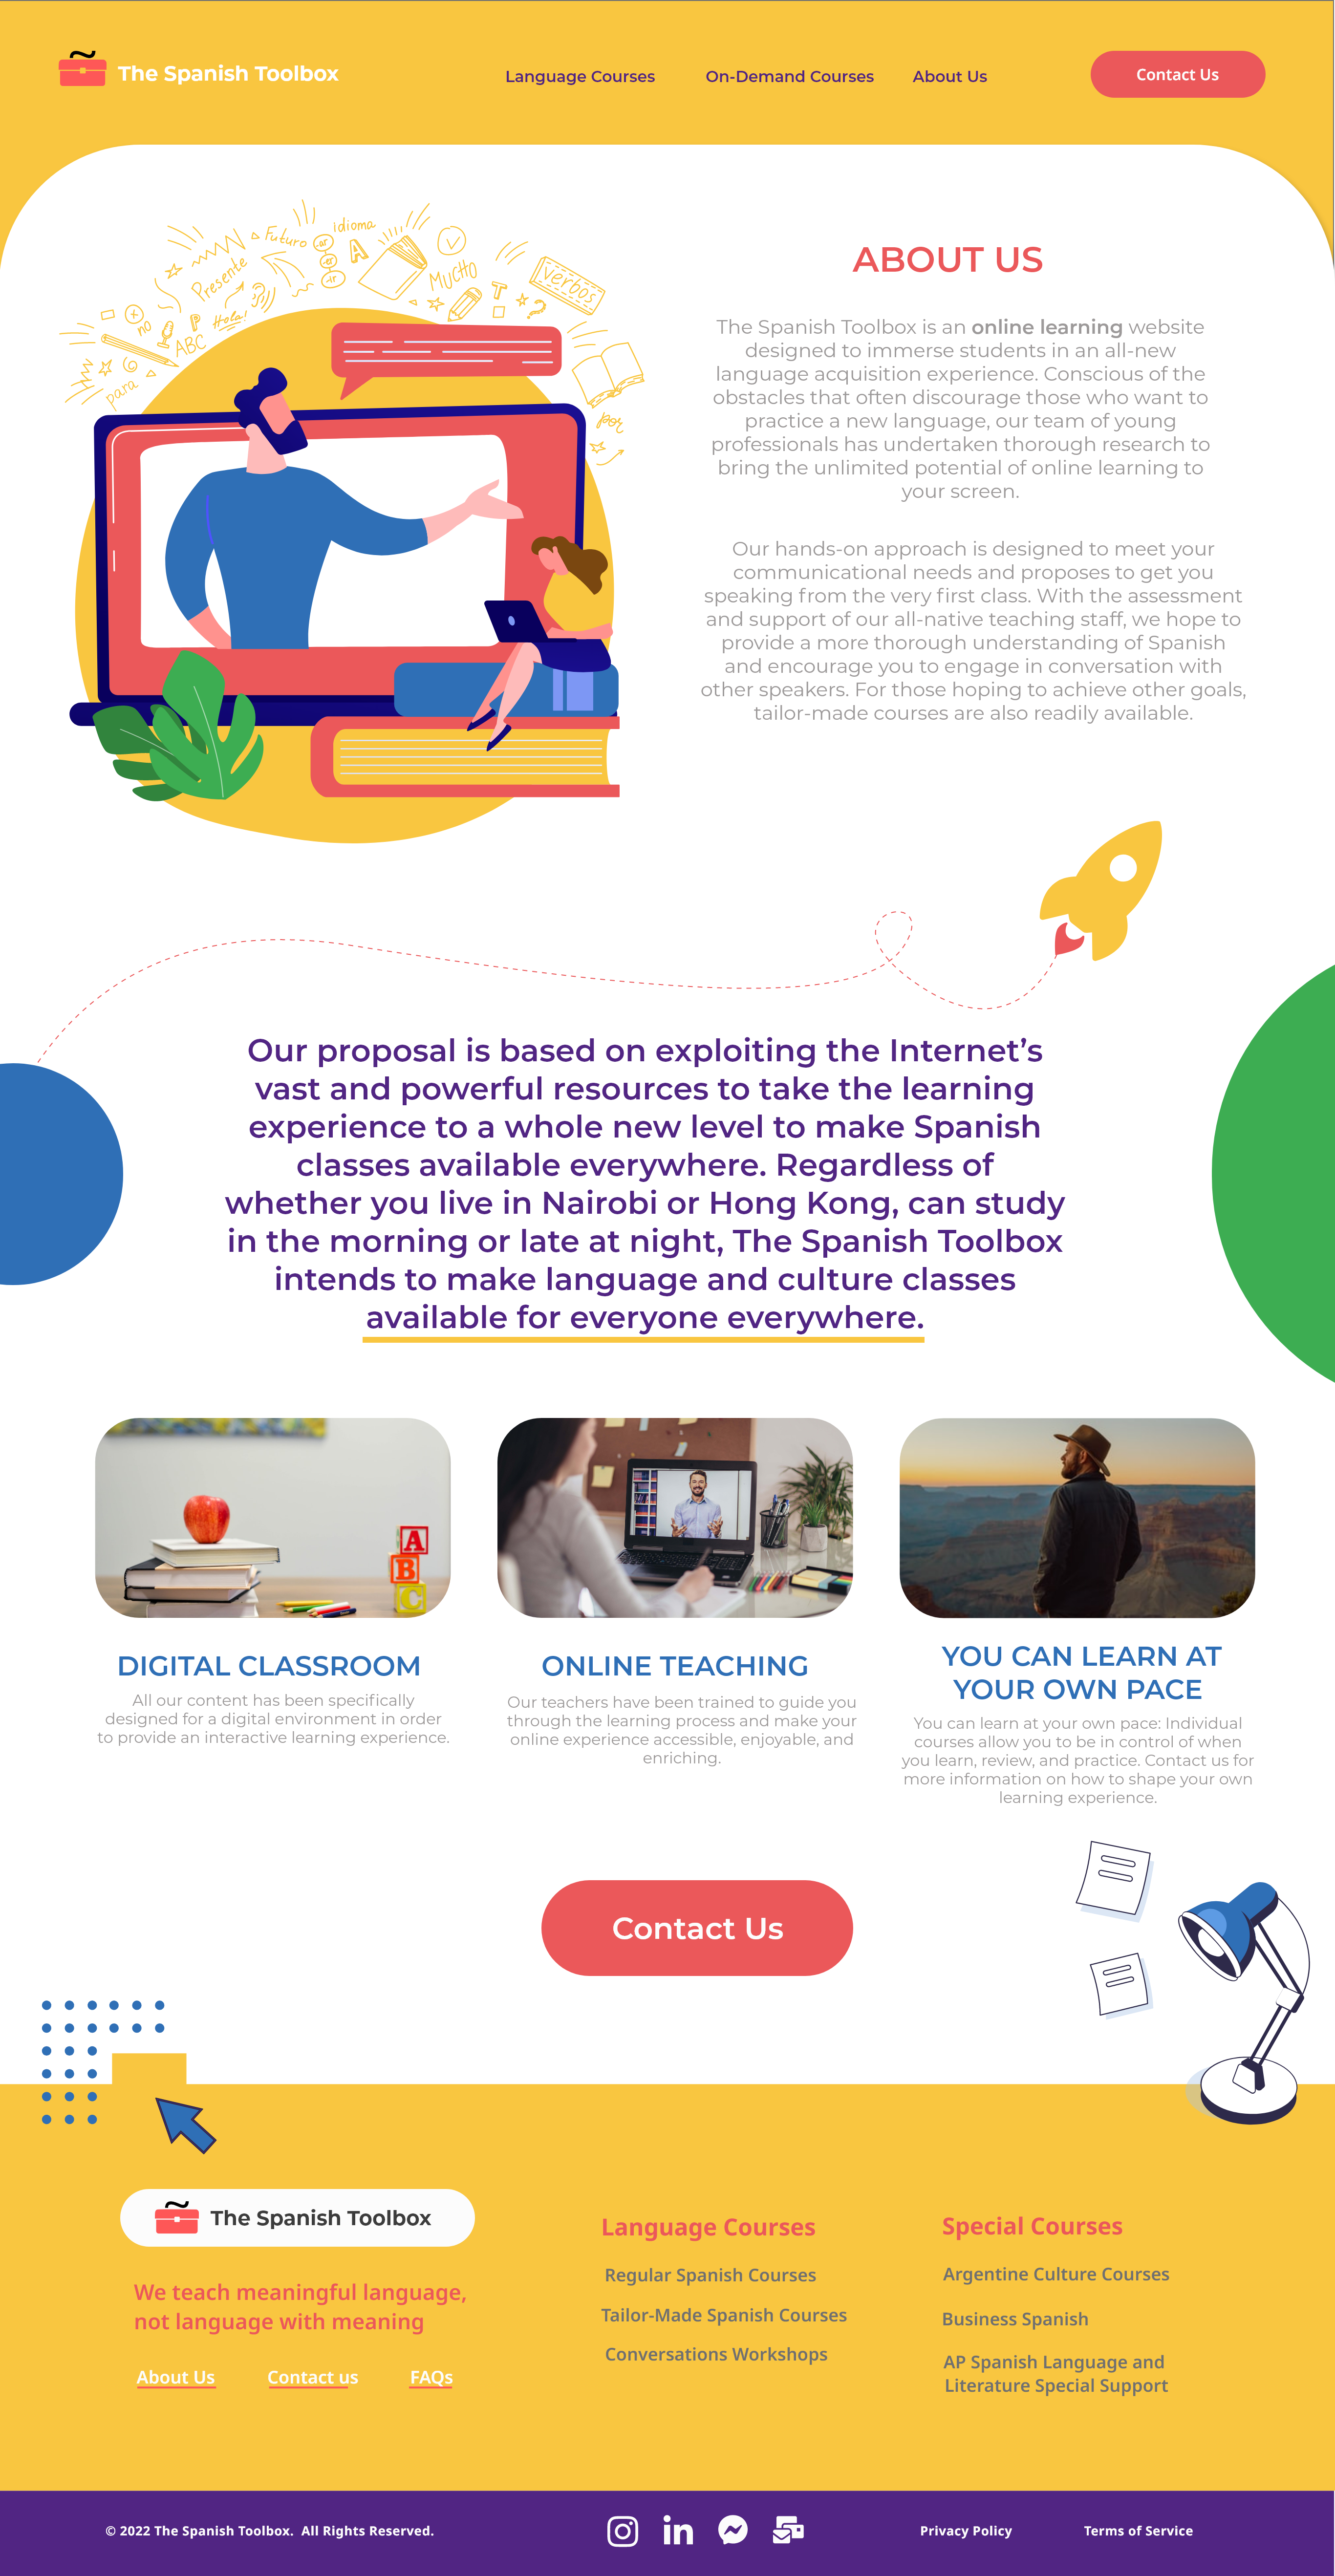 The Spanish Toolbox
Language Courses
On-Demand Courses
About Us
Contact Us
idioma
Futuro
ar
er
ir
A
Presente
MUCHO
verbos
T
?
no
P
Hola!
ABC
para
por
ABOUT US
The Spanish Toolbox is an online learning website
designed to immerse students in an all-new
language acquisition experience. Conscious of the
obstacles that often discourage those who want to
practice a new language, our team of young
professionals has undertaken thorough research to
bring the unlimited potential of online learning to
your screen.
Our hands-on approach is designed to meet your
communicational needs and proposes to get you
speaking from the very first class. With the assessment
and support of our all-native teaching staff, we hope to
provide a more thorough understanding of Spanish
and encourage you to engage in conversation with
other speakers. For those hoping to achieve other goals,
tailor-made courses are also readily available.
Our proposal is based on exploiting the Internet’s
vast and powerful resources to take the learning
experience to a whole new level to make Spanish
classes available everywhere. Regardless of
whether you live in Nairobi or Hong Kong, can study
in the morning or late at night, The Spanish Toolbox
intends to make language and culture classes
available for everyone everywhere.
A
B
C
DIGITAL CLASSROOM
All our content has been specifically
designed for a digital environment in order
to provide an interactive learning experience.
ONLINE TEACHING
Our teachers have been trained to guide you
through the learning process and make your
online experience accessible, enjoyable, and
enriching.
YOU CAN LEARN AT
YOUR OWN PACE
You can learn at your own pace: Individual
courses allow you to be in control of when
you learn, review, and practice. Contact us for
more information on how to shape your own
learning experience.
Contact Us
The Spanish Toolbox
We teach meaningful language,
not language with meaning
About Us
Contact us
FAQs
Language Courses
Regular Spanish Courses
Tailor-Made Spanish Courses
Conversations Workshops
Special Courses
Argentine Culture Courses
Business Spanish
AP Spanish Language and
Literature Special Support
© 2022 The Spanish Toolbox. All Rights Reserved.
in
Privacy Policy
Terms of Service